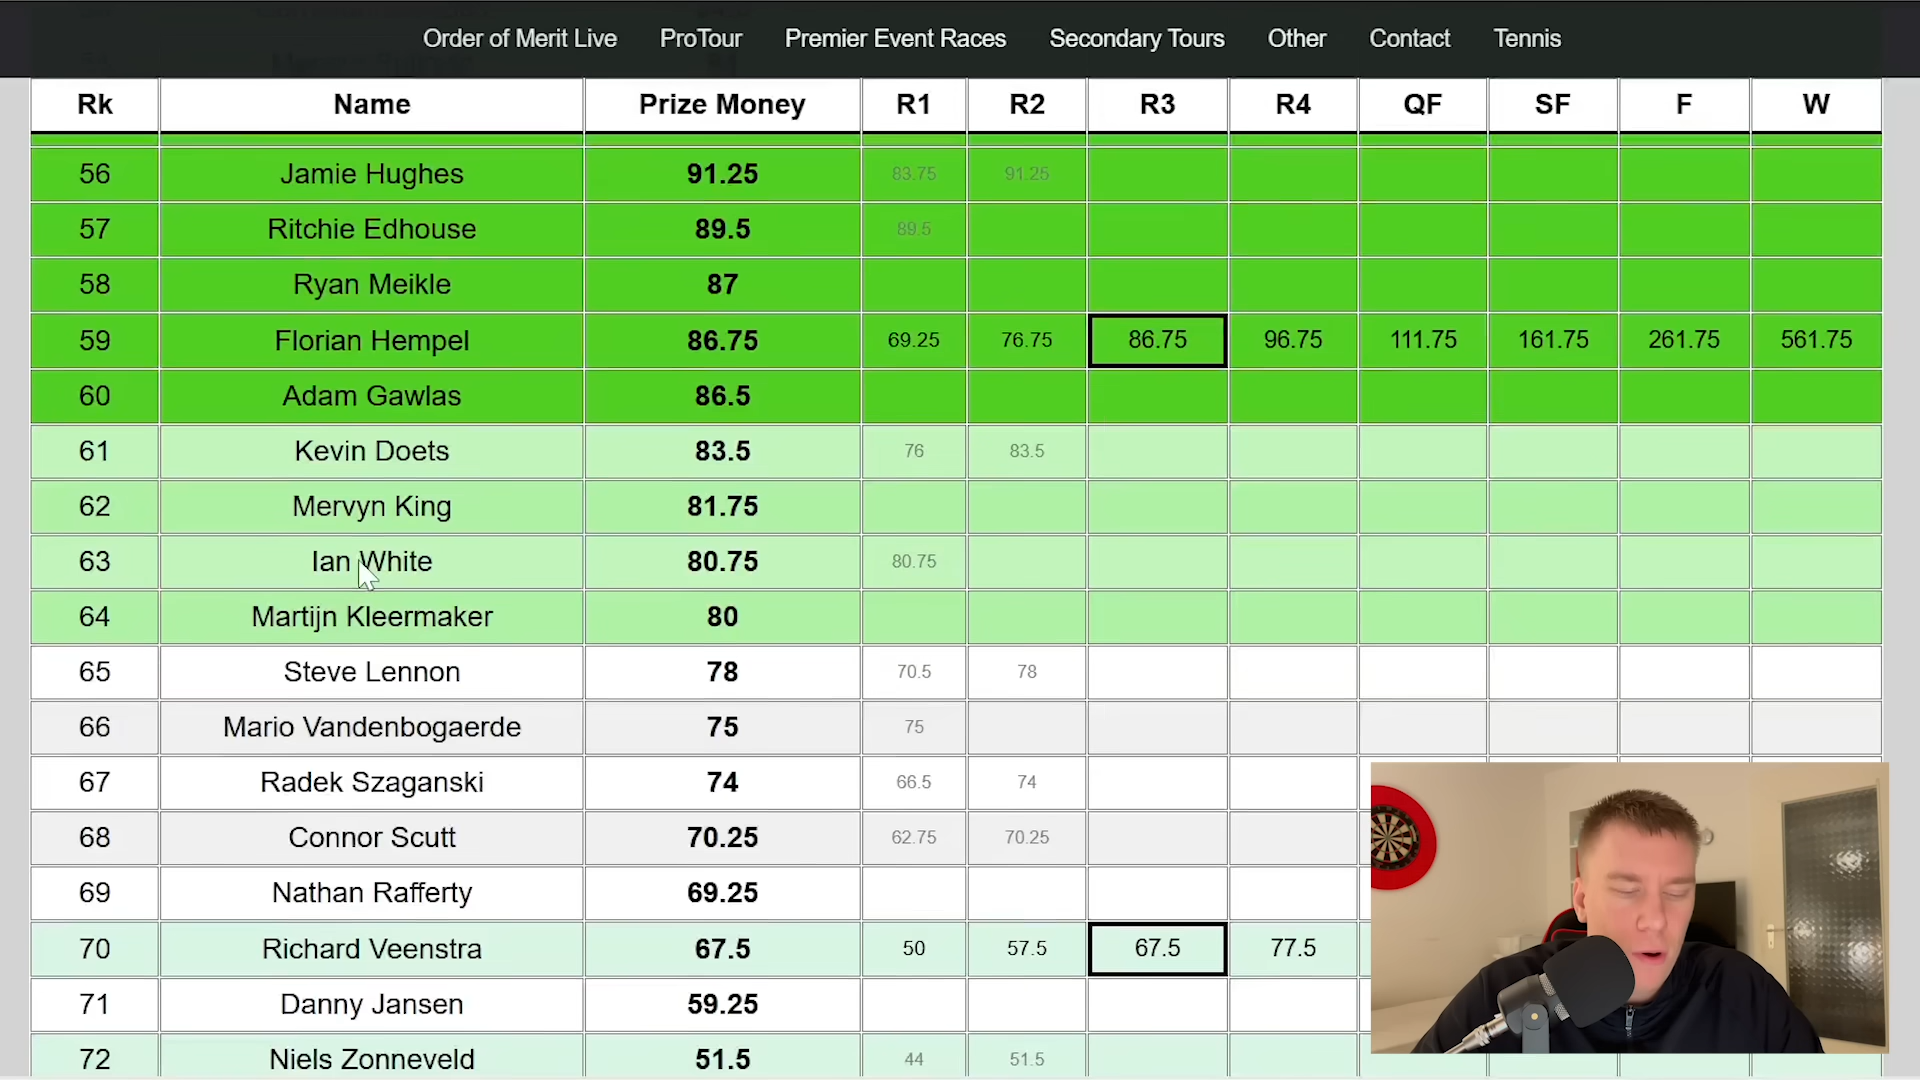 Order of Merit Live ProTour Premier Event Races Secondary Tours Other Contact Tennis
Rk Name Prize Money R1 R2 R3 R4 QF SF F W
56 Jamie Hughes 91.25 83.75 91.25
57 Ritchie Edhouse 89.5 89.5
58 Ryan Meikle 87
59 Florian Hempel 86.75 69.25 76.75 86.75 96.75 111.75 161.75 261.75 561.75
60 Adam Gawlas 86.5
61 Kevin Doets 83.5 76 83.5
62 Mervyn King 81.75
63 Ian White 80.75 80.75
64 Martijn Kleermaker 80
65 Steve Lennon 78 70.5 78
66 Mario Vandenbogaerde 75 75
67 Radek Szaganski 74 66.5 74
68 Connor Scutt 70.25 62.75 70.25
69 Nathan Rafferty 69.25
70 Richard Veenstra 67.5 50 57.5 67.5 77.5
71 Danny Jansen 59.25
72 Niels Zonneveld 51.5 44 51.5